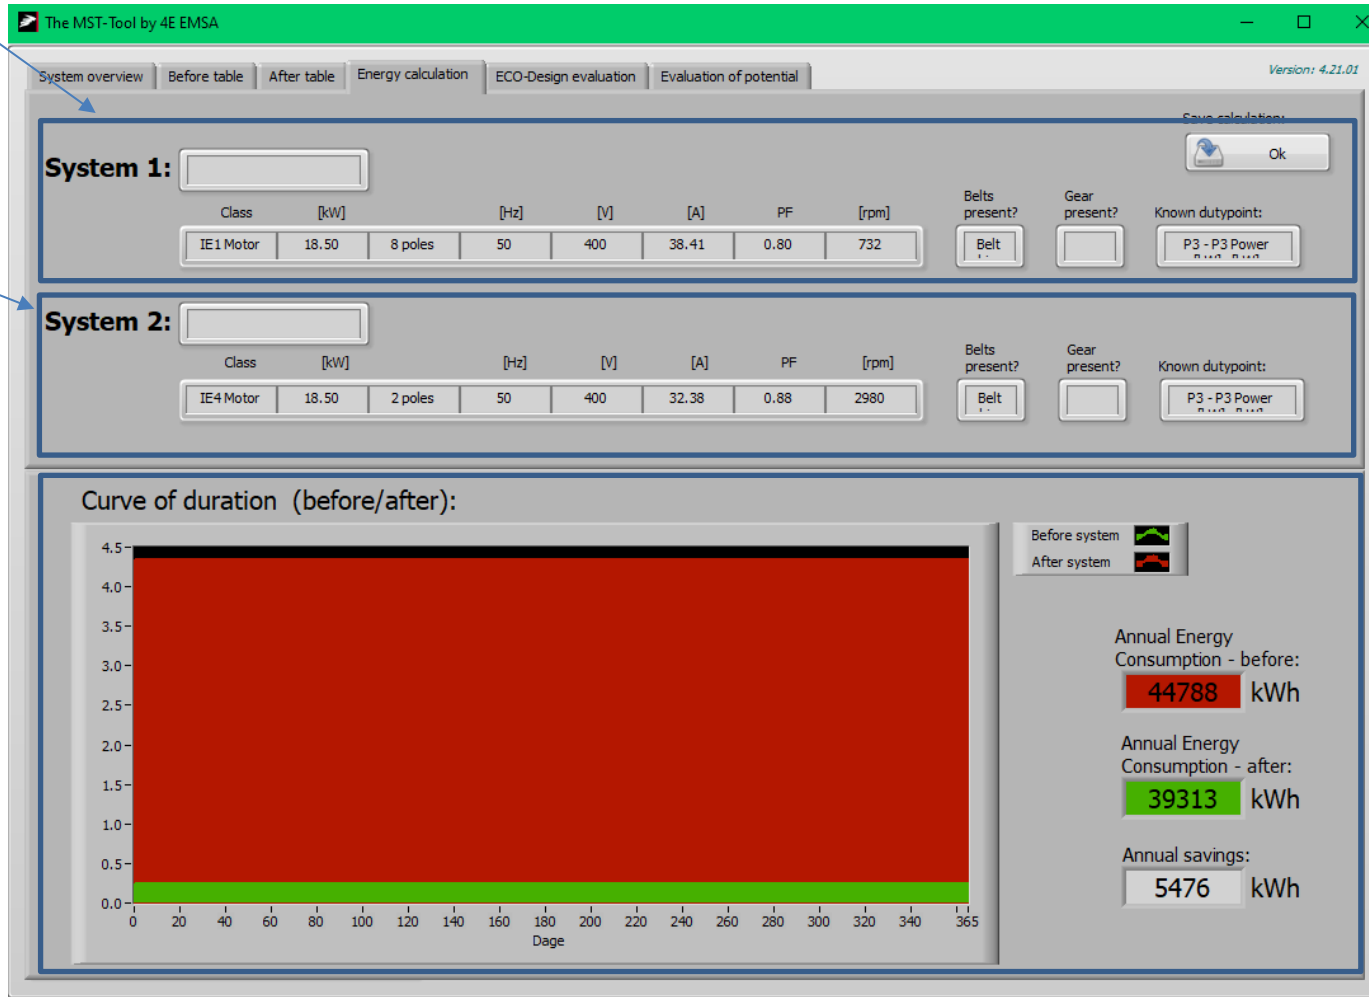 The MST-Tool by 4E EMSA
System overview Before table After table Energy calculation ECO-Design evaluation Evaluation of potential Version: 4.21.01
Save calculation:
Ok
System 1:
Class [kW] [Hz] [V] [A] PF [rpm] Belts present? Gear present? Known dutypoint:
IE1 Motor 18.50 8 poles 50 400 38.41 0.80 732 Belt P3 - P3 Power
System 2:
Class [kW] [Hz] [V] [A] PF [rpm] Belts present? Gear present? Known dutypoint:
IE4 Motor 18.50 2 poles 50 400 32.38 0.88 2980 Belt P3 - P3 Power
Curve of duration (before/after):
Before system
After system
4.5
4.0
3.5
3.0
2.5
2.0
1.5
1.0
0.5
0.0
0 20 40 60 80 100 120 140 160 180 200 220 240 260 280 300 320 340 365
Dage
Annual Energy
Consumption - before:
44788 kWh
Annual Energy
Consumption - after:
39313 kWh
Annual savings:
5476 kWh